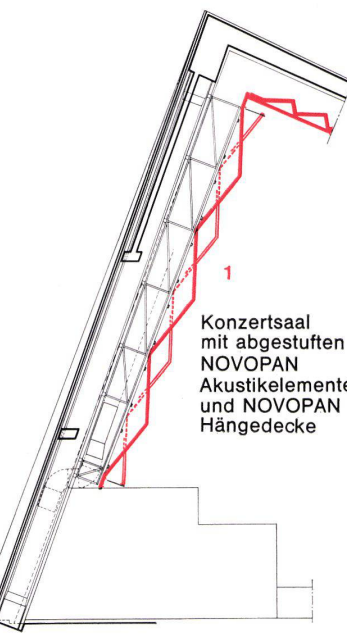 1
Konzertsaal
mit abgestuften
NOVOPAN
Akustikelemente
und NOVOPAN
Hängedecke